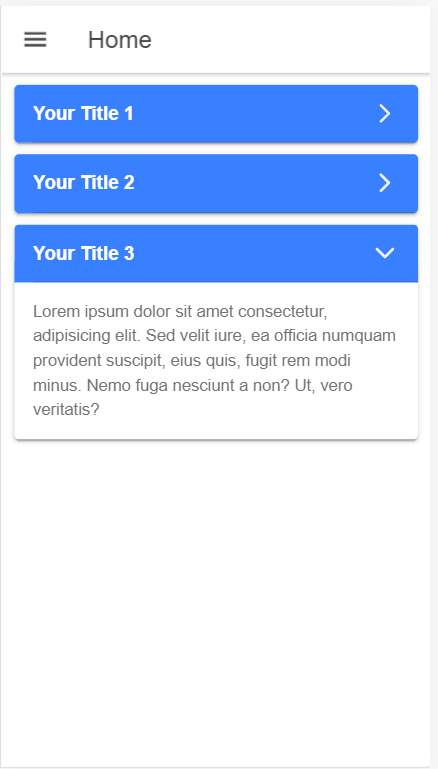 Home
Your Title 1
Your Title 2
Your Title 3
Lorem ipsum dolor sit amet consectetur,
adipisicing elit. Sed velit iure, ea officia numquam
provident suscipit, eius quis, fugit rem modi
minus. Nemo fuga nesciunt a non? Ut, vero
veritatis?